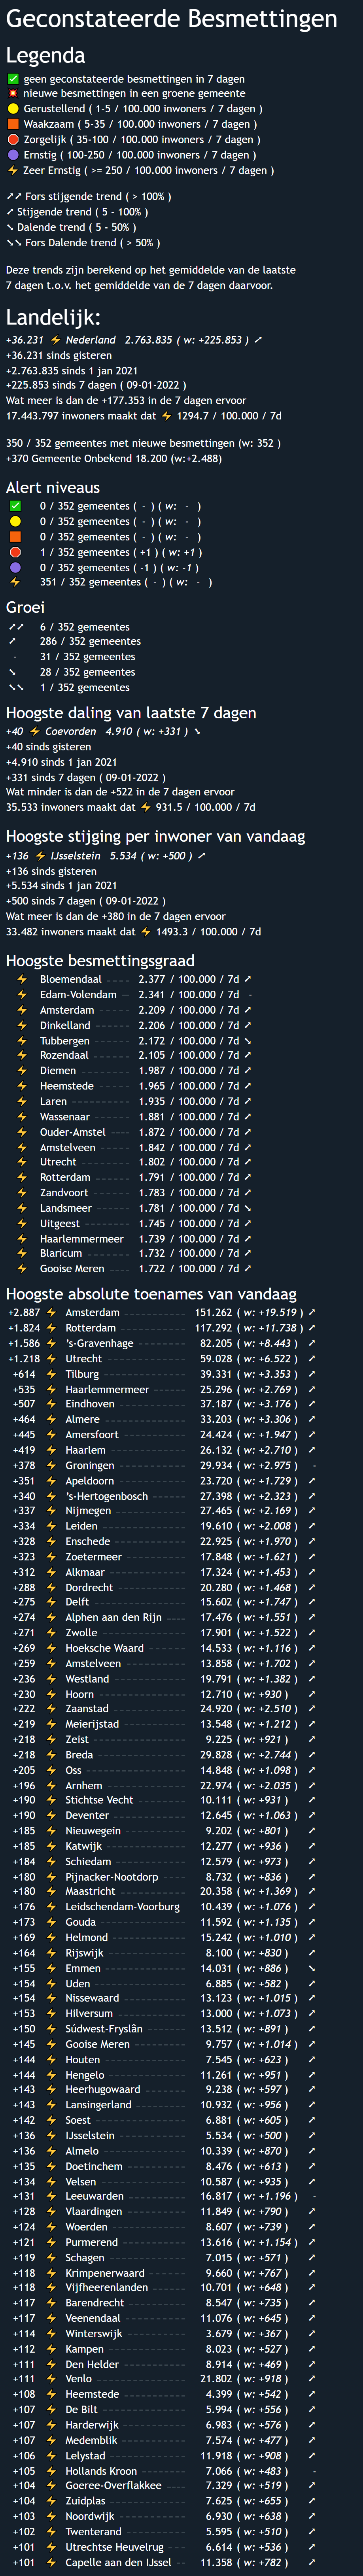 Geconstateerde Besmettingen
Legenda
✅ geen geconstateerde besmettingen in 7 dagen
💥 nieuwe besmettingen in een groene gemeente
🟡 Gerustellend ( 1-5 / 100.000 inwoners / 7 dagen )
🟧 Waakzaam ( 5-35 / 100.000 inwoners / 7 dagen )
🔴 Zorgelijk ( 35-100 / 100.000 inwoners / 7 dagen )
🟣 Ernstig ( 100-250 / 100.000 inwoners / 7 dagen )
⚡ Zeer Ernstig ( >= 250 / 100.000 inwoners / 7 dagen )
⤤⤤ Fors stijgende trend ( > 100% )
⤤ Stijgende trend ( 5 - 100% )
⤥ Dalende trend ( 5 - 50% )
⤥⤥ Fors Dalende trend ( > 50% )
Deze trends zijn berekend op het gemiddelde van de laatste
7 dagen t.o.v. het gemiddelde van de 7 dagen daarvoor.
Landelijk:
+36.231 ⚡ Nederland 2.763.835 ( w: +225.853 ) ⤤
+36.231 sinds gisteren
+2.763.835 sinds 1 jan 2021
+225.853 sinds 7 dagen ( 09-01-2022 )
Wat meer is dan de +177.353 in de 7 dagen ervoor
17.443.797 inwoners maakt dat ⚡ 1294.7 / 100.000 / 7d
350 / 352 gemeentes met nieuwe besmettingen (w: 352 )
+370 Gemeente Onbekend 18.200 (w:+2.488)
Alert niveaus
✅ 0 / 352 gemeentes ( - ) ( w: - )
🟡 0 / 352 gemeentes ( - ) ( w: - )
🟧 0 / 352 gemeentes ( - ) ( w: - )
🔴 1 / 352 gemeentes ( +1 ) ( w: +1 )
🟣 0 / 352 gemeentes ( -1 ) ( w: -1 )
⚡ 351 / 352 gemeentes ( - ) ( w: - )
Groei
⤤⤤ 6 / 352 gemeentes
⤤ 286 / 352 gemeentes
- 31 / 352 gemeentes
⤥ 28 / 352 gemeentes
⤥⤥ 1 / 352 gemeentes
Hoogste daling van laatste 7 dagen
+40 ⚡ Coevorden 4.910 ( w: +331 ) ⤥
+40 sinds gisteren
+4.910 sinds 1 jan 2021
+331 sinds 7 dagen ( 09-01-2022 )
Wat minder is dan de +522 in de 7 dagen ervoor
35.533 inwoners maakt dat ⚡ 931.5 / 100.000 / 7d
Hoogste stijging per inwoner van vandaag
+136 ⚡ IJsselstein 5.534 ( w: +500 ) ⤤
+136 sinds gisteren
+5.534 sinds 1 jan 2021
+500 sinds 7 dagen ( 09-01-2022 )
Wat meer is dan de +380 in de 7 dagen ervoor
33.482 inwoners maakt dat ⚡ 1493.3 / 100.000 / 7d
Hoogste besmettingsgraad
⚡ Bloemendaal 2.377 / 100.000 / 7d ⤤
⚡ Edam-Volendam 2.341 / 100.000 / 7d -
⚡ Amsterdam 2.209 / 100.000 / 7d ⤤
⚡ Dinkelland 2.206 / 100.000 / 7d ⤤
⚡ Tubbergen 2.172 / 100.000 / 7d ⤥
⚡ Rozendaal 2.105 / 100.000 / 7d ⤤
⚡ Diemen 1.987 / 100.000 / 7d ⤤
⚡ Heemstede 1.965 / 100.000 / 7d ⤤
⚡ Laren 1.935 / 100.000 / 7d ⤤
⚡ Wassenaar 1.881 / 100.000 / 7d ⤤
⚡ Ouder-Amstel 1.872 / 100.000 / 7d ⤤
⚡ Amstelveen 1.842 / 100.000 / 7d ⤤
⚡ Utrecht 1.802 / 100.000 / 7d ⤤
⚡ Rotterdam 1.791 / 100.000 / 7d ⤤
⚡ Zandvoort 1.783 / 100.000 / 7d ⤤
⚡ Landsmeer 1.781 / 100.000 / 7d ⤥
⚡ Uitgeest 1.745 / 100.000 / 7d ⤤
⚡ Haarlemmermeer 1.739 / 100.000 / 7d ⤤
⚡ Blaricum 1.732 / 100.000 / 7d ⤤
⚡ Gooise Meren 1.722 / 100.000 / 7d ⤤
Hoogste absolute toenames van vandaag
+2.887 ⚡ Amsterdam 151.262 ( w: +19.519 ) ⤤
+1.824 ⚡ Rotterdam 117.292 ( w: +11.738 ) ⤤
+1.586 ⚡ 's-Gravenhage 82.205 ( w: +8.443 ) ⤤
+1.218 ⚡ Utrecht 59.028 ( w: +6.522 ) ⤤
+614 ⚡ Tilburg 39.331 ( w: +3.353 ) ⤤
+535 ⚡ Haarlemmermeer 25.296 ( w: +2.769 ) ⤤
+507 ⚡ Eindhoven 37.187 ( w: +3.176 ) ⤤
+464 ⚡ Almere 33.203 ( w: +3.306 ) ⤤
+445 ⚡ Amersfoort 24.424 ( w: +1.947 ) ⤤
+419 ⚡ Haarlem 26.132 ( w: +2.710 ) ⤤
+378 ⚡ Groningen 29.934 ( w: +2.975 ) -
+351 ⚡ Apeldoorn 23.720 ( w: +1.729 ) ⤤
+340 ⚡ 's-Hertogenbosch 27.398 ( w: +2.323 ) ⤤
+337 ⚡ Nijmegen 27.465 ( w: +2.169 ) ⤤
+334 ⚡ Leiden 19.610 ( w: +2.008 ) ⤤
+328 ⚡ Enschede 22.925 ( w: +1.970 ) ⤤
+323 ⚡ Zoetermeer 17.848 ( w: +1.621 ) ⤤
+312 ⚡ Alkmaar 17.324 ( w: +1.453 ) ⤤
+288 ⚡ Dordrecht 20.280 ( w: +1.468 ) ⤤
+275 ⚡ Delft 15.602 ( w: +1.747 ) ⤤
+274 ⚡ Alphen aan den Rijn 17.476 ( w: +1.551 ) ⤤
+271 ⚡ Zwolle 17.901 ( w: +1.522 ) ⤤
+269 ⚡ Hoeksche Waard 14.533 ( w: +1.116 ) ⤤
+259 ⚡ Amstelveen 13.858 ( w: +1.702 ) ⤤
+236 ⚡ Westland 19.791 ( w: +1.382 ) ⤤
+230 ⚡ Hoorn 12.710 ( w: +930 ) ⤤
+222 ⚡ Zaanstad 24.920 ( w: +2.510 ) ⤤
+219 ⚡ Meierijstad 13.548 ( w: +1.212 ) ⤤
+218 ⚡ Zeist 9.225 ( w: +921 ) ⤤
+218 ⚡ Breda 29.828 ( w: +2.744 ) ⤤
+205 ⚡ Oss 14.848 ( w: +1.098 ) ⤤
+196 ⚡ Arnhem 22.974 ( w: +2.035 ) ⤤
+190 ⚡ Stichtse Vecht 10.111 ( w: +931 ) ⤤
+190 ⚡ Deventer 12.645 ( w: +1.063 ) ⤤
+185 ⚡ Nieuwegein 9.202 ( w: +801 ) ⤤
+185 ⚡ Katwijk 12.277 ( w: +936 ) ⤤
+184 ⚡ Schiedam 12.579 ( w: +973 ) ⤤
+180 ⚡ Pijnacker-Nootdorp 8.732 ( w: +836 ) ⤤
+180 ⚡ Maastricht 20.358 ( w: +1.369 ) ⤤
+176 ⚡ Leidschendam-Voorburg 10.439 ( w: +1.076 ) ⤤
+173 ⚡ Gouda 11.592 ( w: +1.135 ) ⤤
+169 ⚡ Helmond 15.242 ( w: +1.010 ) ⤤
+164 ⚡ Rijswijk 8.100 ( w: +830 ) ⤤
+155 ⚡ Emmen 14.031 ( w: +886 ) ⤥
+154 ⚡ Uden 6.885 ( w: +582 ) ⤤
+154 ⚡ Nissewaard 13.123 ( w: +1.015 ) ⤤
+153 ⚡ Hilversum 13.000 ( w: +1.073 ) ⤤
+150 ⚡ Súdwest-Fryslân 13.512 ( w: +891 ) ⤤
+145 ⚡ Gooise Meren 9.757 ( w: +1.014 ) ⤤
+144 ⚡ Houten 7.545 ( w: +623 ) ⤤
+144 ⚡ Hengelo 11.261 ( w: +951 ) ⤤
+143 ⚡ Heerhugowaard 9.238 ( w: +597 ) ⤤
+143 ⚡ Lansingerland 10.932 ( w: +956 ) ⤤
+142 ⚡ Soest 6.881 ( w: +605 ) ⤤
+136 ⚡ IJsselstein 5.534 ( w: +500 ) ⤤
+136 ⚡ Almelo 10.339 ( w: +870 ) ⤤
+135 ⚡ Doetinchem 8.476 ( w: +613 ) ⤤
+134 ⚡ Velsen 10.587 ( w: +935 ) ⤤
+131 ⚡ Leeuwarden 16.817 ( w: +1.196 ) -
+128 ⚡ Vlaardingen 11.849 ( w: +790 ) ⤤
+124 ⚡ Woerden 8.607 ( w: +739 ) ⤤
+121 ⚡ Purmerend 13.616 ( w: +1.154 ) ⤤
+119 ⚡ Schagen 7.015 ( w: +571 ) ⤤
+118 ⚡ Krimpenerwaard 9.660 ( w: +767 ) ⤤
+118 ⚡ Vijfheerenlanden 10.701 ( w: +648 ) ⤤
+117 ⚡ Barendrecht 8.547 ( w: +735 ) ⤤
+117 ⚡ Veenendaal 11.076 ( w: +645 ) ⤤
+114 ⚡ Winterswijk 3.679 ( w: +367 ) ⤤
+112 ⚡ Kampen 8.023 ( w: +527 ) ⤤
+111 ⚡ Den Helder 8.914 ( w: +469 ) ⤤
+111 ⚡ Venlo 21.802 ( w: +918 ) ⤤
+108 ⚡ Heemstede 4.399 ( w: +542 ) ⤤
+107 ⚡ De Bilt 5.994 ( w: +556 ) ⤤
+107 ⚡ Harderwijk 6.983 ( w: +576 ) ⤤
+107 ⚡ Medemblik 7.574 ( w: +477 ) ⤤
+106 ⚡ Lelystad 11.918 ( w: +908 ) ⤤
+105 ⚡ Hollands Kroon 7.066 ( w: +483 ) -
+104 ⚡ Goeree-Overflakkee 7.329 ( w: +519 ) ⤤
+104 ⚡ Zuidplas 7.625 ( w: +655 ) ⤤
+103 ⚡ Noordwijk 6.930 ( w: +638 ) ⤤
+102 ⚡ Twenterand 5.595 ( w: +510 ) ⤤
+101 ⚡ Utrechtse Heuvelrug 6.614 ( w: +536 ) ⤤
+101 ⚡ Capelle aan den IJssel 11.358 ( w: +782 ) ⤤